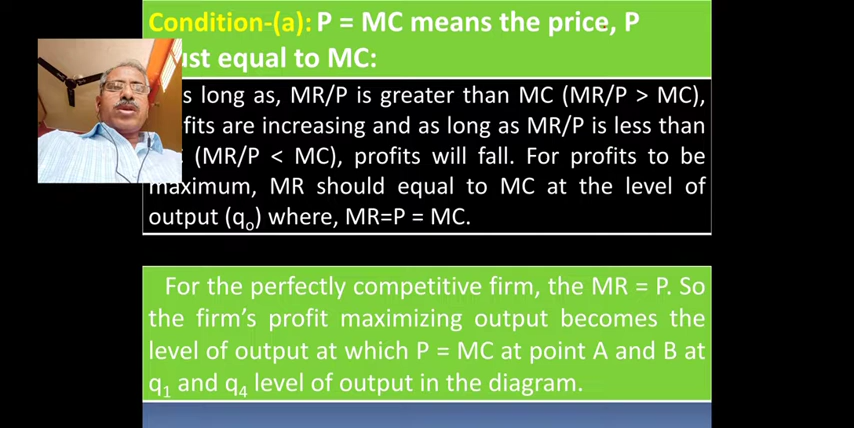 Condition-(a): P = MC means the price, P
ust equal to MC:
s long as, MR/P is greater than MC (MR/P > MC),
fits are increasing and as long as MR/P is less than
(MR/P < MC), profits will fall. For profits to be
maximum, MR should equal to MC at the level of
output (qo) where, MR=P = MC.
For the perfectly competitive firm, the MR = P. So
the firm's profit maximizing output becomes the
level of output at which P = MC at point A and B at
q1 and q4 level of output in the diagram.